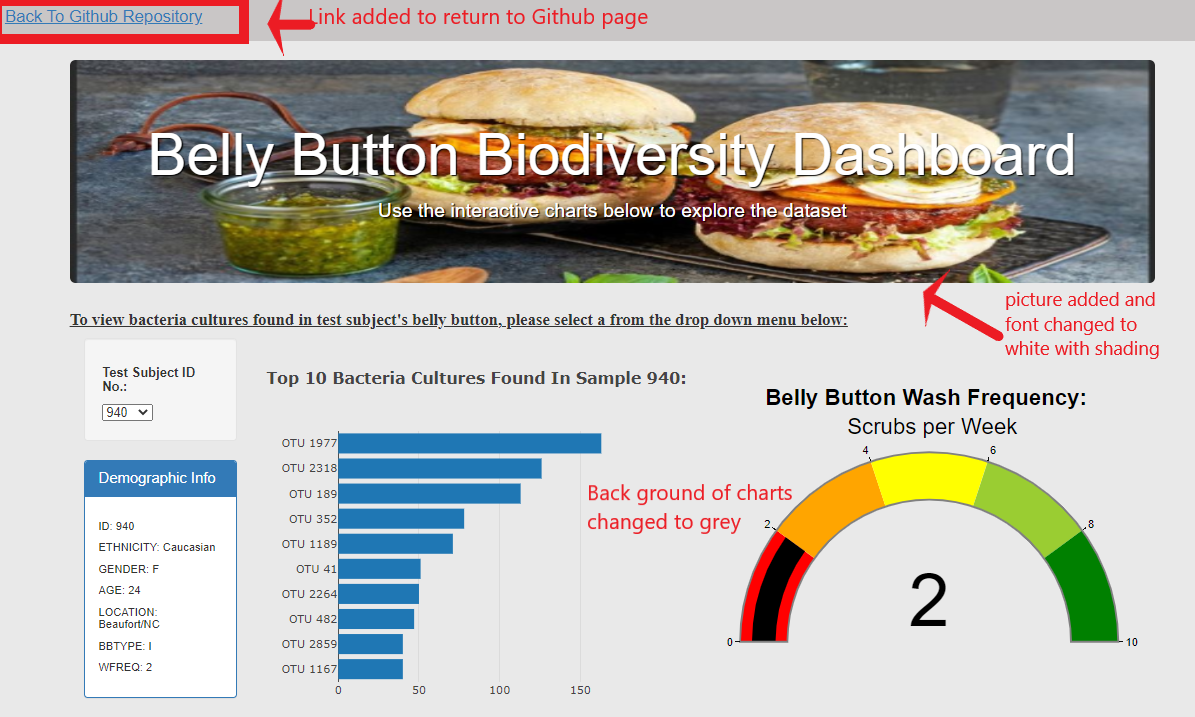 Back To Github Repository
Link added to return to Github page
Belly Button Biodiversity Dashboard
Use the interactive charts below to explore the dataset
picture added and
font changed to
white with shading
To view bacteria cultures found in test subject's belly button, please select a from the drop down menu below:
Test Subject ID
No.:
940
Demographic Info
ID: 940
ETHNICITY: Caucasian
GENDER: F
AGE: 24
LOCATION:
Beaufort/NC
BBTYPE: I
WFREQ: 2
Top 10 Bacteria Cultures Found In Sample 940:
OTU 1977
OTU 2318
OTU 189
OTU 352
OTU 1189
OTU 41
OTU 2264
OTU 482
OTU 2859
OTU 1167
0 50 100 150
Back ground of charts
changed to grey
Belly Button Wash Frequency:
Scrubs per Week
4 6
2 8
2
0 10